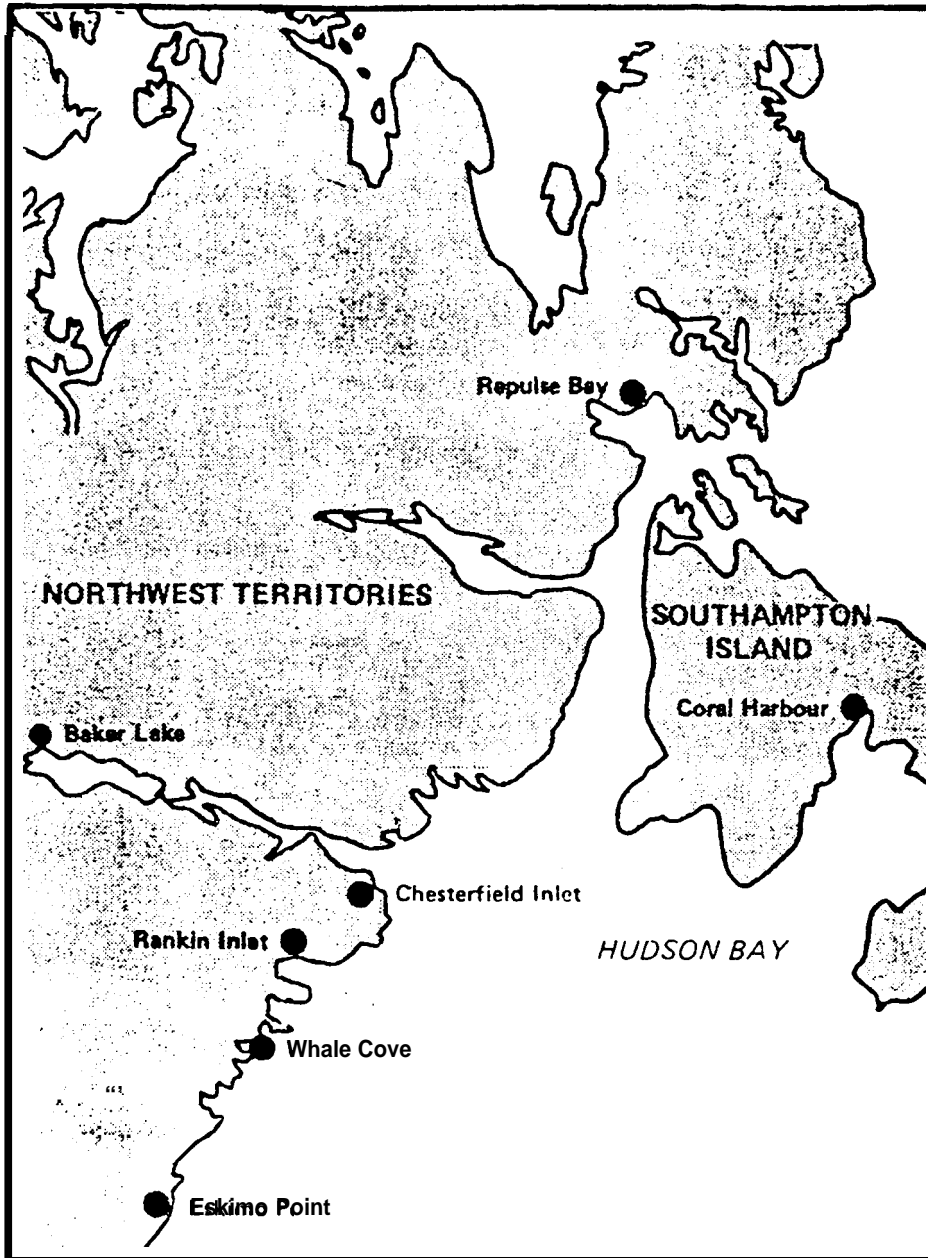 Repulse Bay
NORTHWEST TERRITORIES
SOUTHAMPTON
ISLAND
Coral Harbour
Baker Lake
Chesterfield Inlet
Rankin Inlet
HUDSON BAY
Whale Cove
Eskimo Point